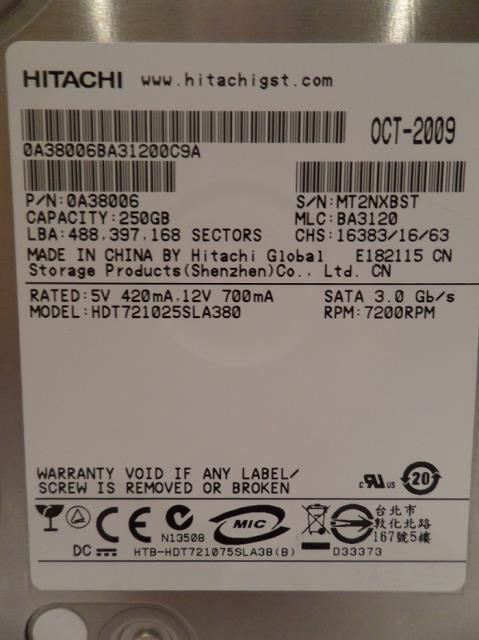 HITACHI www.hitachigst.com
OCT-2009
0A38006BA31200C9A
P/N:0A38006 S/N:MT2NXBST
CAPACITY:250GB MLC:BA3120
LBA:488,397,168 SECTORS CHS:16383/16/63
MADE IN CHINA BY Hitachi Global E182115 CN
Storage Products(Shenzhen)Co., Ltd. CN
RATED:5V 420mA,12V 700mA SATA 3.0 Gb/s
MODEL:HDT721025SLA380 RPM:7200RPM
WARRANTY VOID IF ANY LABEL/
SCREW IS REMOVED OR BROKEN
c RU US 20
CE N13508 MIC
台北市
敦化北路
167號5樓
DC HTB-HDT721075SLA38(B) D33373